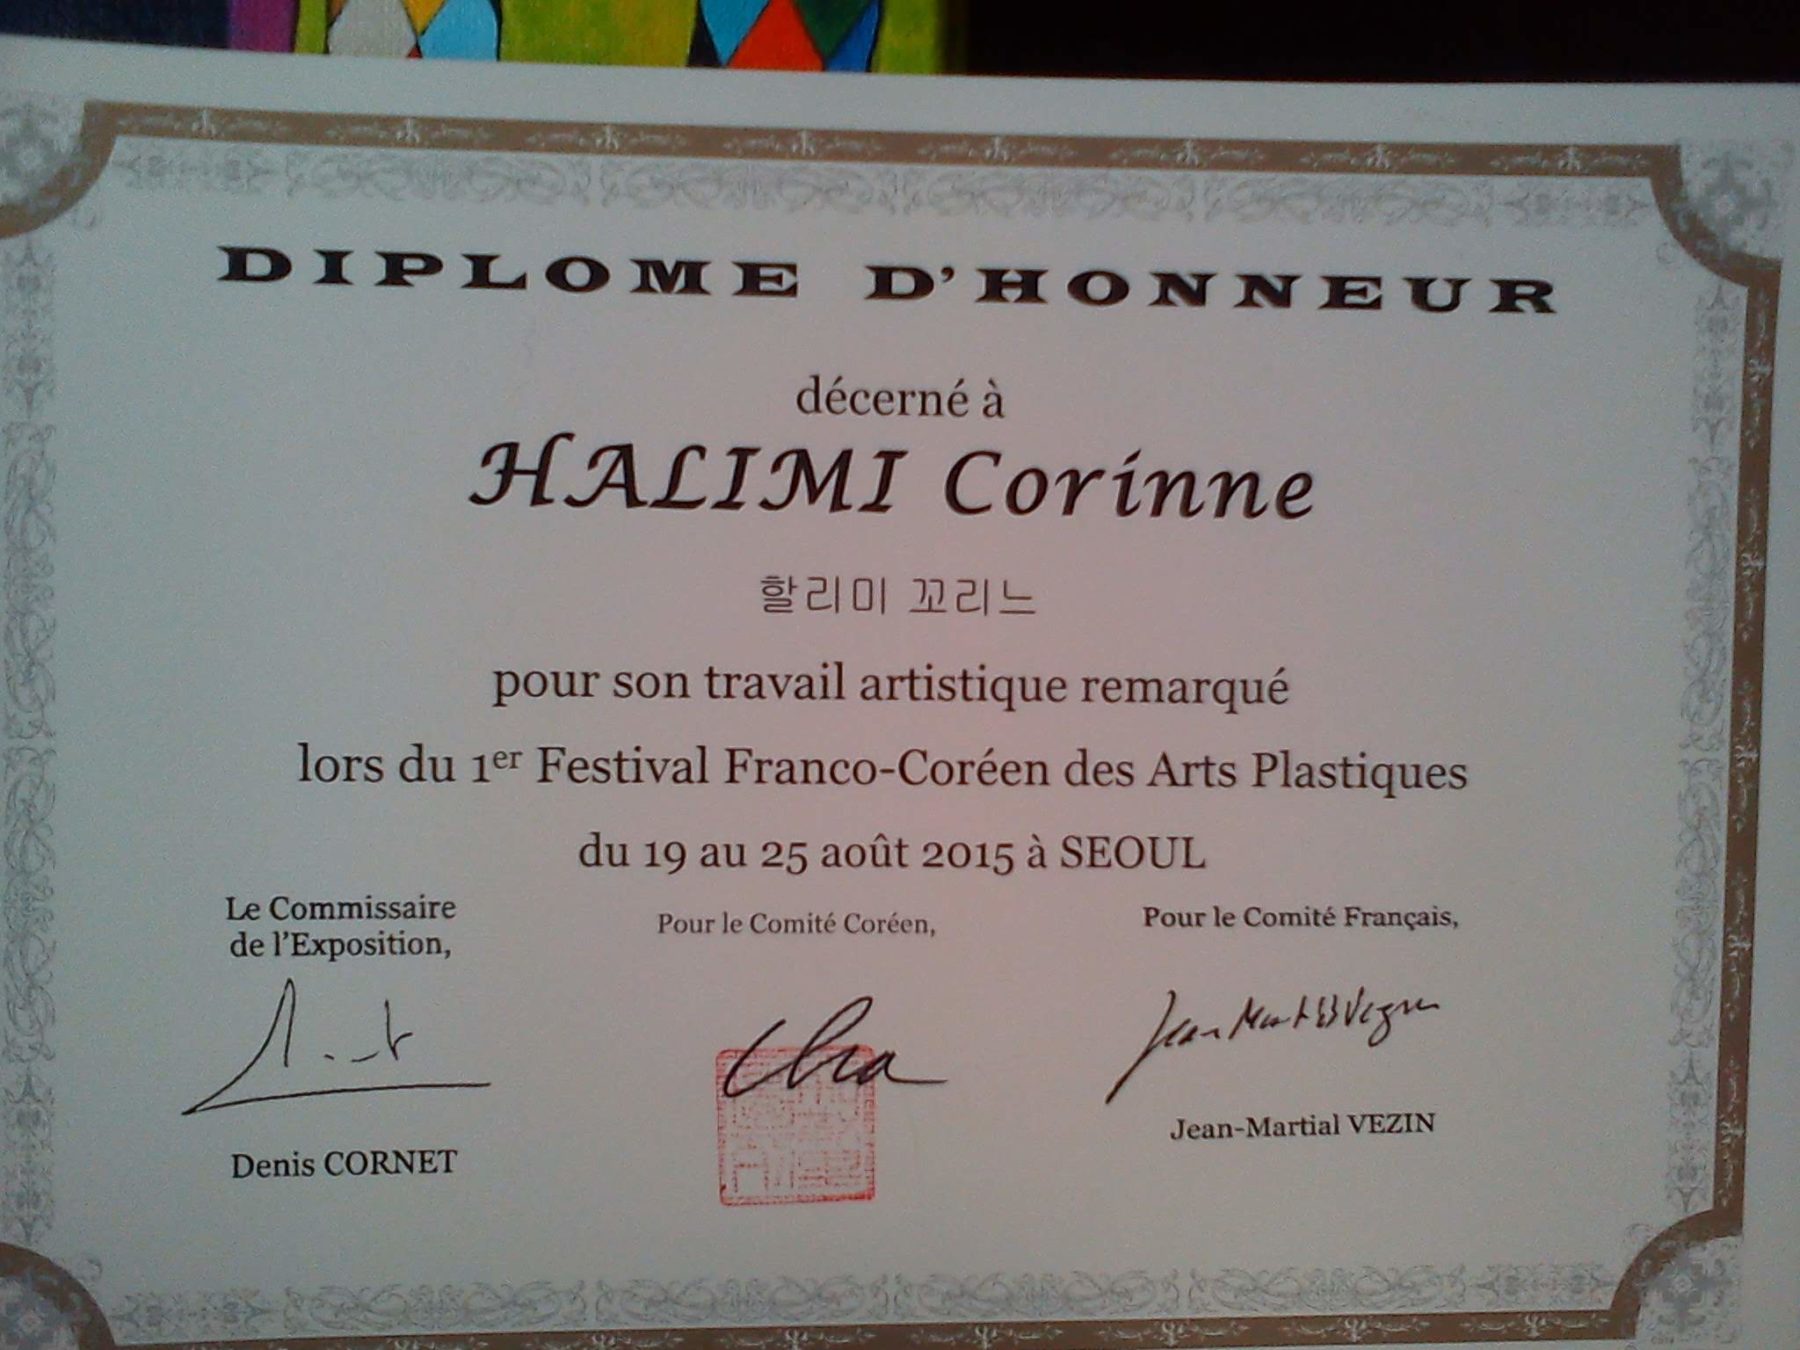 DIPLOME D'HONNEUR
décerné à
HALIMI Corinne
할리미 꼬리느
pour son travail artistique remarqué
lors du 1er Festival Franco-Coréen des Arts Plastiques
du 19 au 25 août 2015 à SEOUL
Le Commissaire
de l'Exposition,
Denis CORNET
Pour le Comité Coréen,
Cha
Pour le Comité Français,
Jean-Martial VEZIN